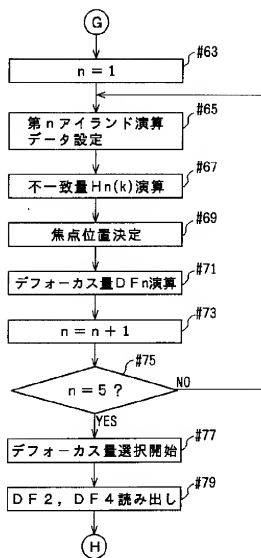 G
#63
n = 1
#65
第nアイランド演算
データ設定
#67
不一致量Hn(k)演算
#69
焦点位置決定
#71
デフォーカス量DFn演算
#73
n = n + 1
#75
n = 5 ?
NO
YES
#77
デフォーカス量選択開始
#79
DF2, DF4読み出し
H